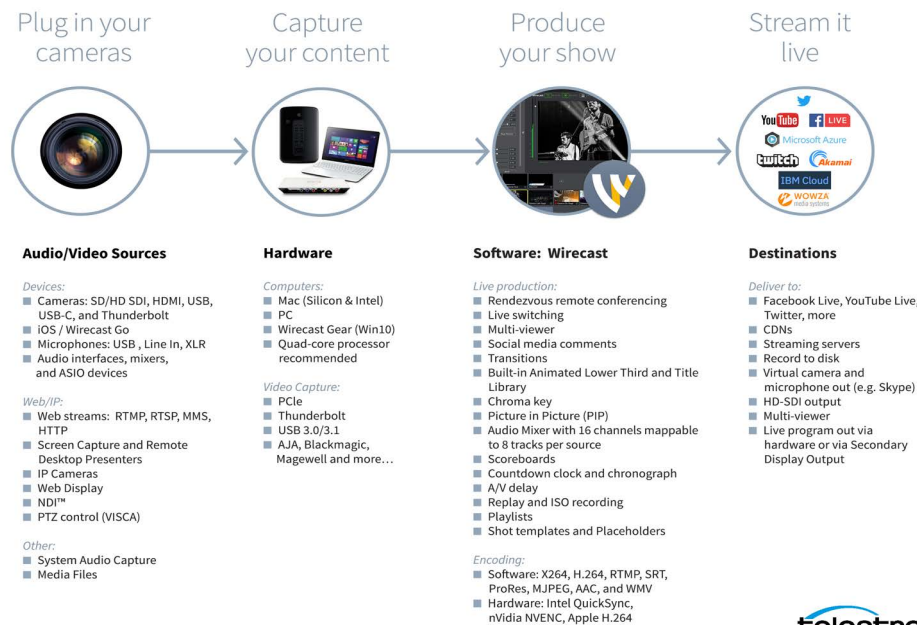 Plug in your
cameras
Capture
your content
Produce
your show
Stream it
live
YouTube
LIVE
Microsoft Azure
twitch
Akamai
IBM Cloud
WOWZA
media systems
Audio/Video Sources
Devices:
Cameras: SD/HD SDI, HDMI, USB,
USB-C, and Thunderbolt
iOS / Wirecast Go
Microphones: USB , Line In, XLR
Audio interfaces, mixers,
and ASIO devices
Web/IP:
Web streams: RTMP, RTSP, MMS,
HTTP
Screen Capture and Remote
Desktop Presenters
IP Cameras
Web Display
NDI™
PTZ control (VISCA)
Other:
System Audio Capture
Media Files
Hardware
Computers:
Mac (Silicon & Intel)
PC
Wirecast Gear (Win10)
Quad-core processor
recommended
Video Capture:
PCIe
Thunderbolt
USB 3.0/3.1
AJA, Blackmagic,
Magewell and more…
Software: Wirecast
Live production:
Rendezvous remote conferencing
Live switching
Multi-viewer
Social media comments
Transitions
Built-in Animated Lower Third and Title
Library
Chroma key
Picture in Picture (PIP)
Audio Mixer with 16 channels mappable
to 8 tracks per source
Scoreboards
Countdown clock and chronograph
A/V delay
Replay and ISO recording
Playlists
Shot templates and Placeholders
Encoding:
Software: X264, H.264, RTMP, SRT,
ProRes, MJPEG, AAC, and WMV
Hardware: Intel QuickSync,
nVidia NVENC, Apple H.264
Destinations
Deliver to:
Facebook Live, YouTube Live,
Twitter, more
CDNs
Streaming servers
Record to disk
Virtual camera and
microphone out (e.g. Skype)
HD-SDI output
Multi-viewer
Live program out via
hardware or via Secondary
Display Output